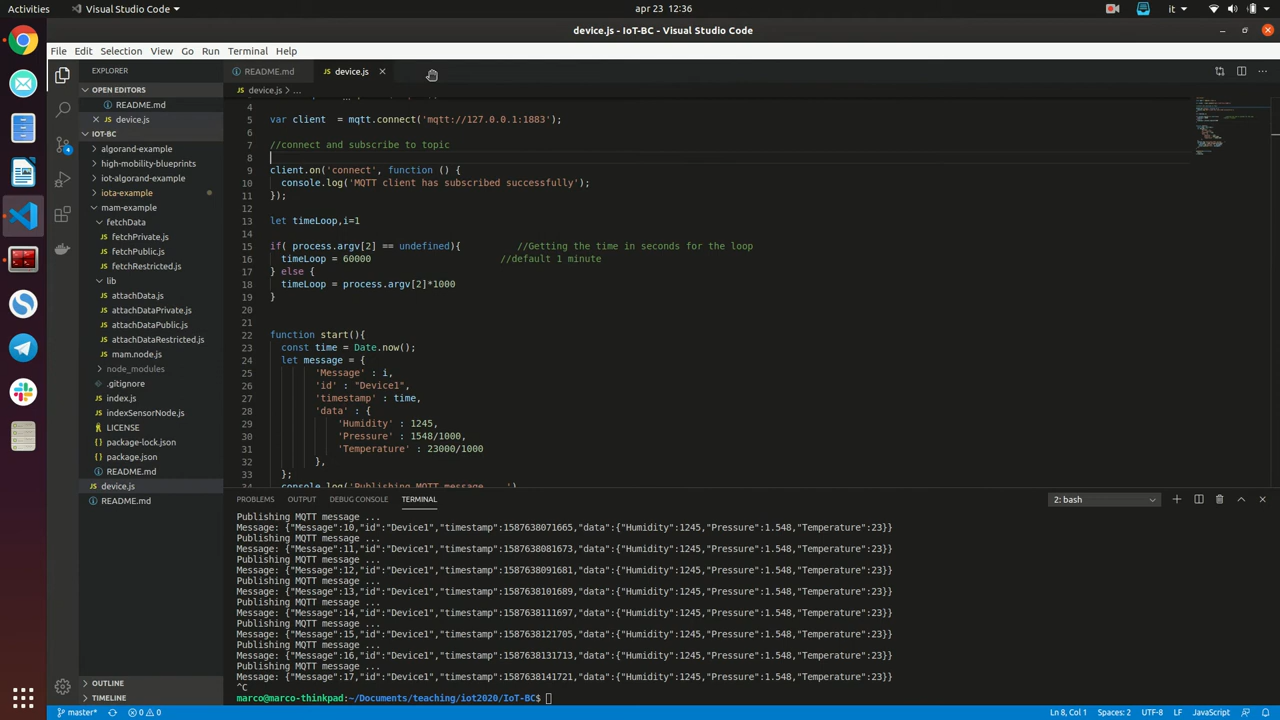 Activities
Visual Studio Code
apr 23 12:36
it
device.js - IoT-BC - Visual Studio Code
File Edit Selection View Go Run Terminal Help
EXPLORER
OPEN EDITORS
README.md
device.js
IOT-BC
algorand-example
high-mobility-blueprints
iot-algorand-example
iota-example
mam-example
fetchData
fetchPrivate.js
fetchPublic.js
fetchRestricted.js
lib
attachData.js
attachDataPrivate.js
attachDataPublic.js
attachDataRestricted.js
mam.node.js
node_modules
.gitignore
index.js
indexSensorNode.js
LICENSE
package-lock.json
package.json
README.md
device.js
README.md
OUTLINE
TIMELINE
4
README.md
device.js
device.js > ...
4
5 var client = mqtt.connect('mqtt://127.0.0.1:1883');
6
7 //connect and subscribe to topic
8
9 client.on('connect', function () {
10 console.log('MQTT client has subscribed successfully');
11 });
12
13 let timeLoop,i=1
14
15 if( process.argv[2] == undefined){ //Getting the time in seconds for the loop
16 timeLoop = 60000 //default 1 minute
17 } else {
18 timeLoop = process.argv[2]*1000
19 }
20
21
22 function start(){
23 const time = Date.now();
24 let message = {
25 'Message' : i,
26 'id' : "Device1",
27 'timestamp' : time,
28 'data' : {
29 'Humidity' : 1245,
30 'Pressure' : 1548/1000,
31 'Temperature' : 23000/1000
32 },
33 };
34 console.log('Publishing MQTT message ...')
PROBLEMS OUTPUT DEBUG CONSOLE TERMINAL
2: bash
Publishing MQTT message ...
Message: {"Message":10,"id":"Device1","timestamp":1587638071665,"data":{"Humidity":1245,"Pressure":1.548,"Temperature":23}}
Publishing MQTT message ...
Message: {"Message":11,"id":"Device1","timestamp":1587638081673,"data":{"Humidity":1245,"Pressure":1.548,"Temperature":23}}
Publishing MQTT message ...
Message: {"Message":12,"id":"Device1","timestamp":1587638091681,"data":{"Humidity":1245,"Pressure":1.548,"Temperature":23}}
Publishing MQTT message ...
Message: {"Message":13,"id":"Device1","timestamp":1587638101689,"data":{"Humidity":1245,"Pressure":1.548,"Temperature":23}}
Publishing MQTT message ...
Message: {"Message":14,"id":"Device1","timestamp":1587638111697,"data":{"Humidity":1245,"Pressure":1.548,"Temperature":23}}
Publishing MQTT message ...
Message: {"Message":15,"id":"Device1","timestamp":1587638121705,"data":{"Humidity":1245,"Pressure":1.548,"Temperature":23}}
Publishing MQTT message ...
Message: {"Message":16,"id":"Device1","timestamp":1587638131713,"data":{"Humidity":1245,"Pressure":1.548,"Temperature":23}}
Publishing MQTT message ...
Message: {"Message":17,"id":"Device1","timestamp":1587638141721,"data":{"Humidity":1245,"Pressure":1.548,"Temperature":23}}
^C
marco@marco-thinkpad:~/Documents/teaching/iot2020/IoT-BC$
master* 0 0
Ln 8, Col 1 Spaces: 2 UTF-8 LF JavaScript